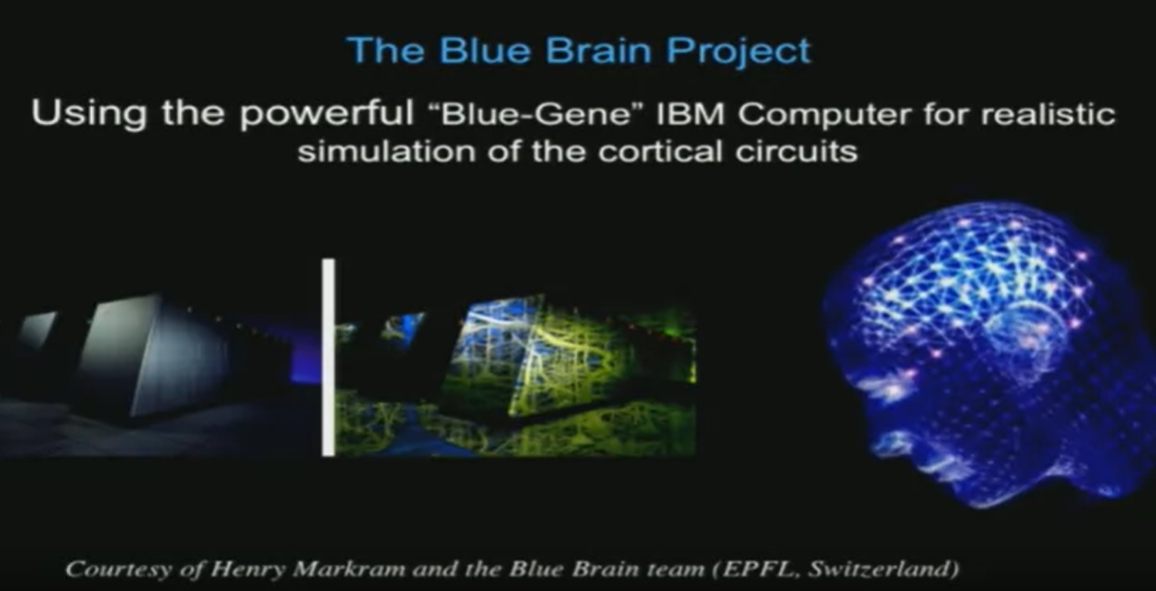 The Blue Brain Project
Using the powerful “Blue-Gene” IBM Computer for realistic
simulation of the cortical circuits
Courtesy of Henry Markram and the Blue Brain team (EPFL, Switzerland)